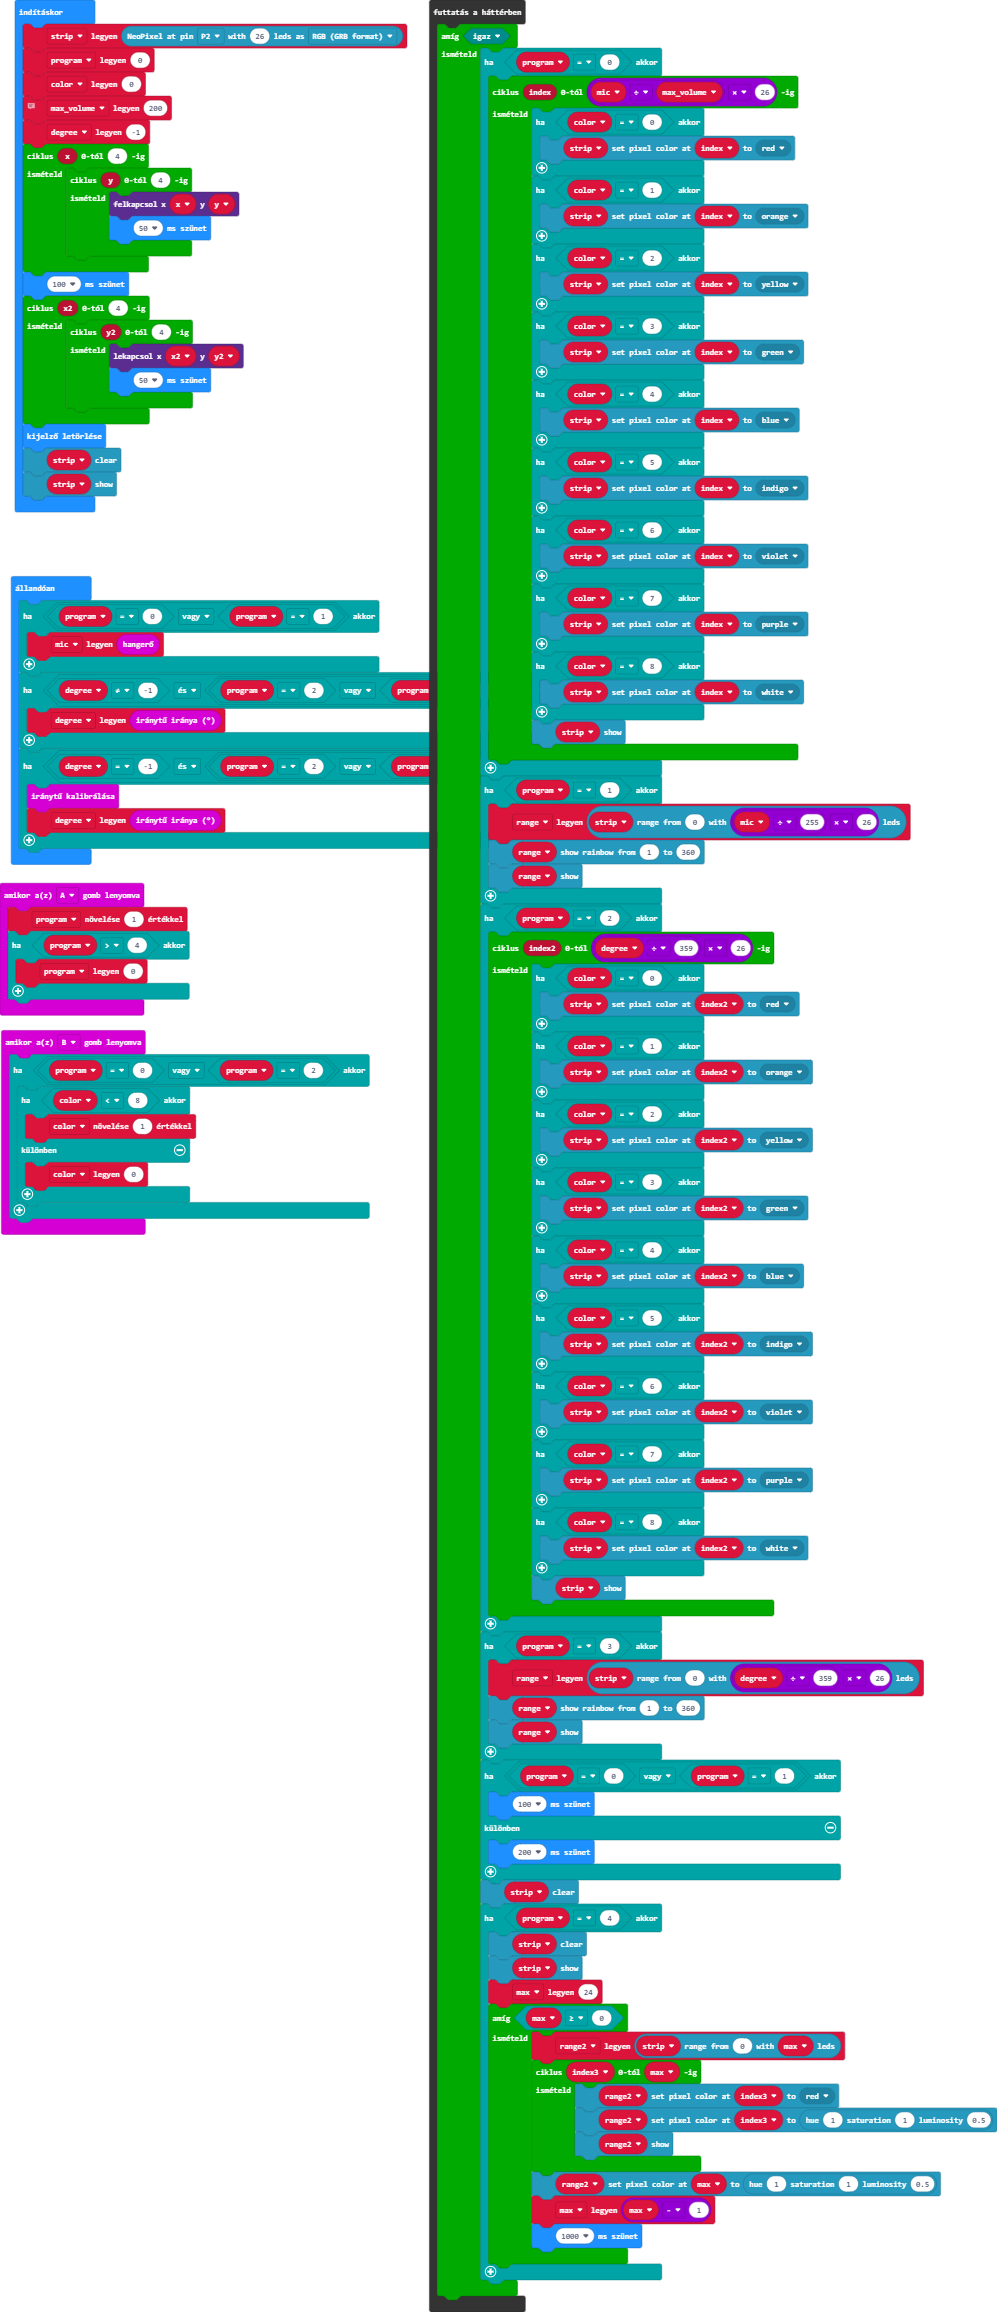 indításkor
strip legyen NeoPixel at pin P2 with 26 leds as RGB (GRB format)
program legyen 0
color legyen 0
max_volume legyen 200
degree legyen -1
ciklus x 0-tól 4 -ig
ismételd
ciklus y 0-tól 4 -ig
ismételd
felkapcsol x x y y
50 ms szünet
100 ms szünet
ciklus x2 0-tól 4 -ig
ismételd
ciklus y2 0-tól 4 -ig
ismételd
lekapcsol x x2 y y2
50 ms szünet
kijelző letörlése
strip clear
strip show
állandóan
ha program = 0 vagy program = 1 akkor
mic legyen hangerő
ha degree ≠ -1 és program = 2 vagy program
degree legyen iránytű iránya (°)
ha degree = -1 és program = 2 vagy program
iránytű kalibrálása
degree legyen iránytű iránya (°)
amikor a(z) A gomb lenyomva
program növelése 1 értékkel
ha program > 4 akkor
program legyen 0
amikor a(z) B gomb lenyomva
ha program = 0 vagy program = 2 akkor
ha color < 8 akkor
color növelése 1 értékkel
különben
color legyen 0
futtatás a háttérben
amíg igaz
ismételd
ha program = 0 akkor
ciklus index 0-tól mic ÷ max_volume × 26 -ig
ismételd
ha color = 0 akkor
strip set pixel color at index to red
ha color = 1 akkor
strip set pixel color at index to orange
ha color = 2 akkor
strip set pixel color at index to yellow
ha color = 3 akkor
strip set pixel color at index to green
ha color = 4 akkor
strip set pixel color at index to blue
ha color = 5 akkor
strip set pixel color at index to indigo
ha color = 6 akkor
strip set pixel color at index to violet
ha color = 7 akkor
strip set pixel color at index to purple
ha color = 8 akkor
strip set pixel color at index to white
strip show
ha program = 1 akkor
range legyen strip range from 0 with mic ÷ 255 × 26 leds
range show rainbow from 1 to 360
range show
ha program = 2 akkor
ciklus index2 0-tól degree ÷ 359 × 26 -ig
ismételd
ha color = 0 akkor
strip set pixel color at index2 to red
ha color = 1 akkor
strip set pixel color at index2 to orange
ha color = 2 akkor
strip set pixel color at index2 to yellow
ha color = 3 akkor
strip set pixel color at index2 to green
ha color = 4 akkor
strip set pixel color at index2 to blue
ha color = 5 akkor
strip set pixel color at index2 to indigo
ha color = 6 akkor
strip set pixel color at index2 to violet
ha color = 7 akkor
strip set pixel color at index2 to purple
ha color = 8 akkor
strip set pixel color at index2 to white
strip show
ha program = 3 akkor
range legyen strip range from 0 with degree ÷ 359 × 26 leds
range show rainbow from 1 to 360
range show
ha program = 0 vagy program = 1 akkor
100 ms szünet
különben
200 ms szünet
strip clear
ha program = 4 akkor
strip clear
strip show
max legyen 24
amíg max ≥ 0
ismételd
range2 legyen strip range from 0 with max leds
ciklus index3 0-tól max -ig
ismételd
range2 set pixel color at index3 to red
range2 set pixel color at index3 to hue 1 saturation 1 luminosity 0.5
range2 show
range2 set pixel color at max to hue 1 saturation 1 luminosity 0.5
max legyen max - 1
1000 ms szünet